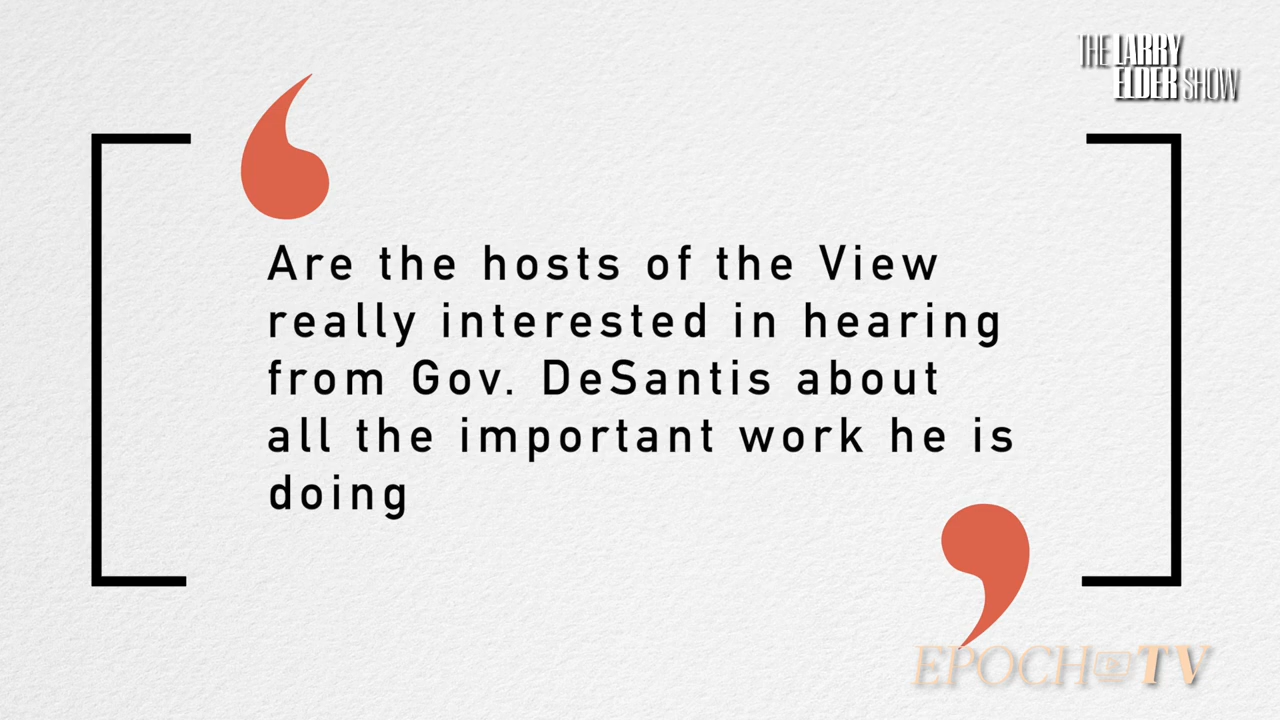 THE LARRY
ELDER SHOW
Are the hosts of the View
really interested in hearing
from Gov. DeSantis about
all the important work he is
doing
EPOCH TV